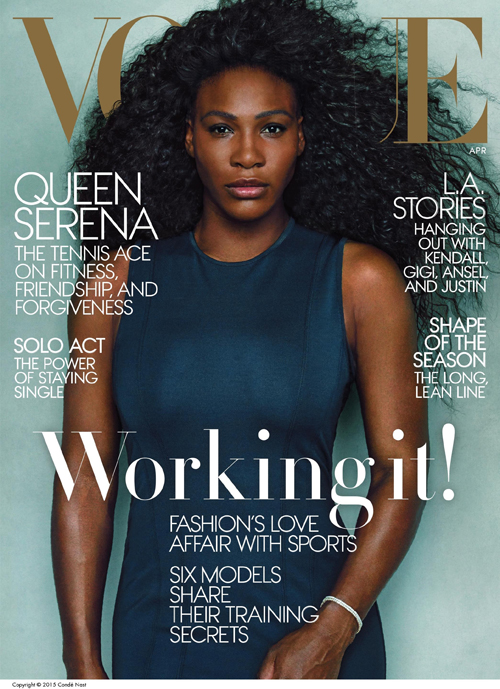 VOGUE
APR
QUEEN
SERENA
THE TENNIS ACE
ON FITNESS,
FRIENDSHIP, AND
FORGIVENESS
SOLO ACT
THE POWER
OF STAYING
SINGLE
L.A.
STORIES
HANGING
OUT WITH
KENDALL,
GIGI, ANSEL,
AND JUSTIN
SHAPE
OF THE
SEASON
THE LONG,
LEAN LINE
Working it!
FASHION'S LOVE
AFFAIR WITH SPORTS
SIX MODELS
SHARE
THEIR TRAINING
SECRETS
Copyright © 2015 Condé Nast